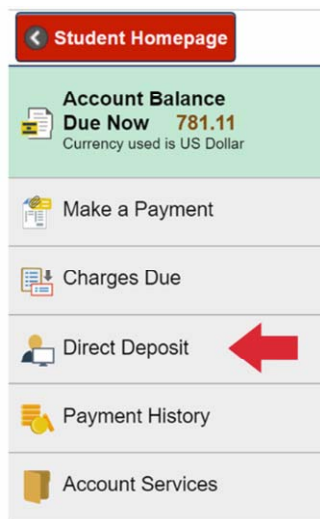 Student Homepage
Account Balance
Due Now 781.11
Currency used is US Dollar
Make a Payment
Charges Due
Direct Deposit
Payment History
Account Services